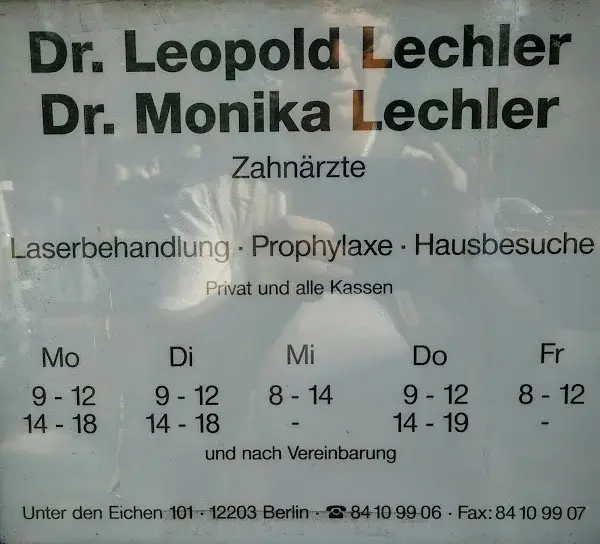 Dr. Leopold Lechler
Dr. Monika Lechler
Zahnärzte
Laserbehandlung · Prophylaxe · Hausbesuche
Privat und alle Kassen
Mo Di Mi Do Fr
9 - 12 9 - 12 8 - 14 9 - 12 8 - 12
14 - 18 14 - 18 - 14 - 19 -
und nach Vereinbarung
Unter den Eichen 101 · 12203 Berlin · ☎ 84 10 99 06 · Fax: 84 10 99 07